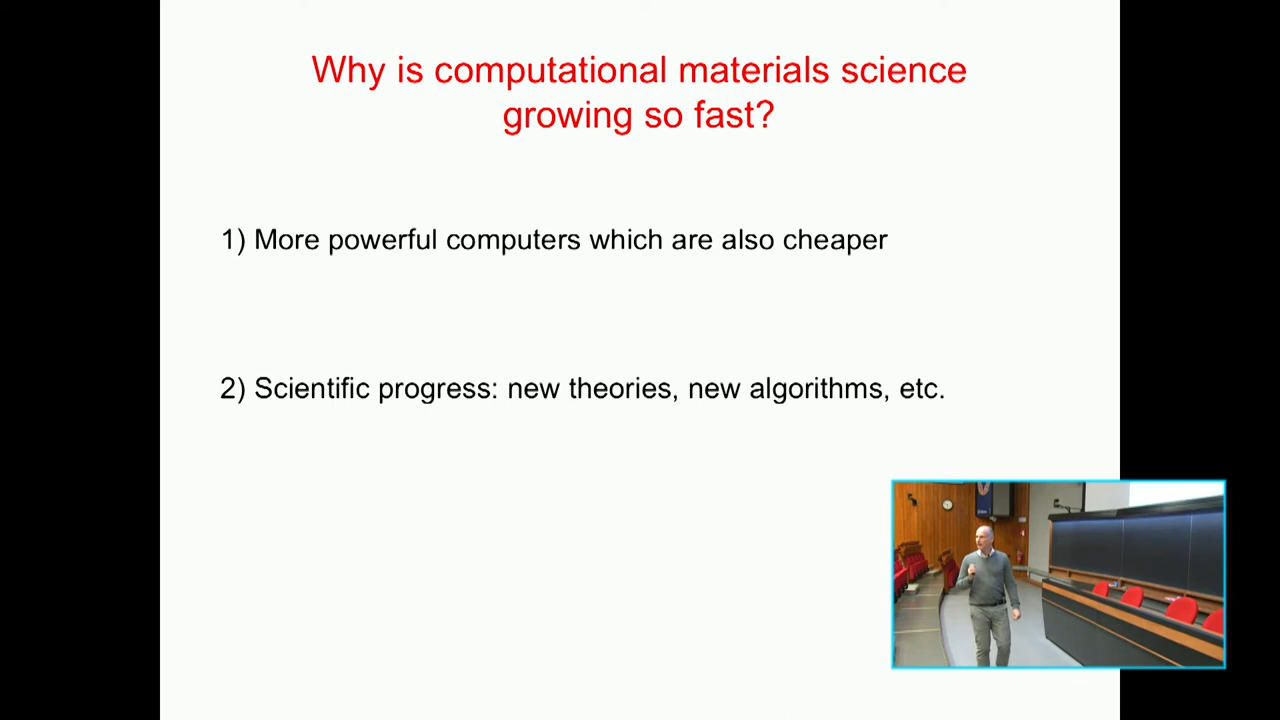 Why is computational materials science
growing so fast?
1) More powerful computers which are also cheaper
2) Scientific progress: new theories, new algorithms, etc.